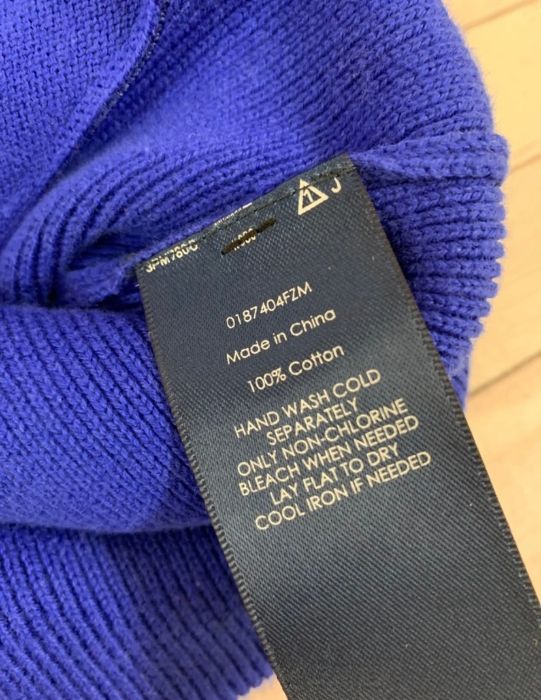 J
0187404FZM
Made in China
100% Cotton
HAND WASH COLD
SEPARATELY
ONLY NON-CHLORINE
BLEACH WHEN NEEDED
LAY FLAT TO DRY
COOL IRON IF NEEDED